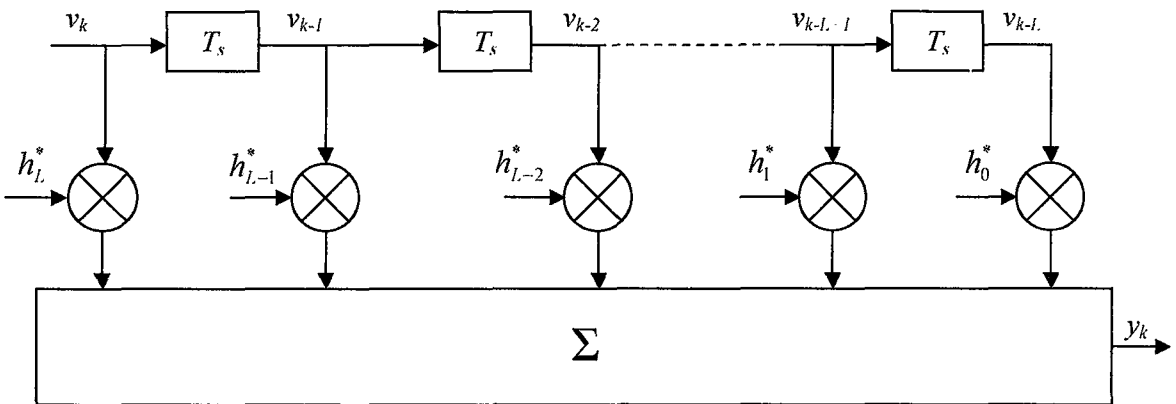 v_k T_s v_{k-1} T_s v_{k-2} v_{k-L-1} T_s v_{k-L}
h_L^* h_{L-1}^* h_{L-2}^* h_1^* h_0^*
Σ y_k